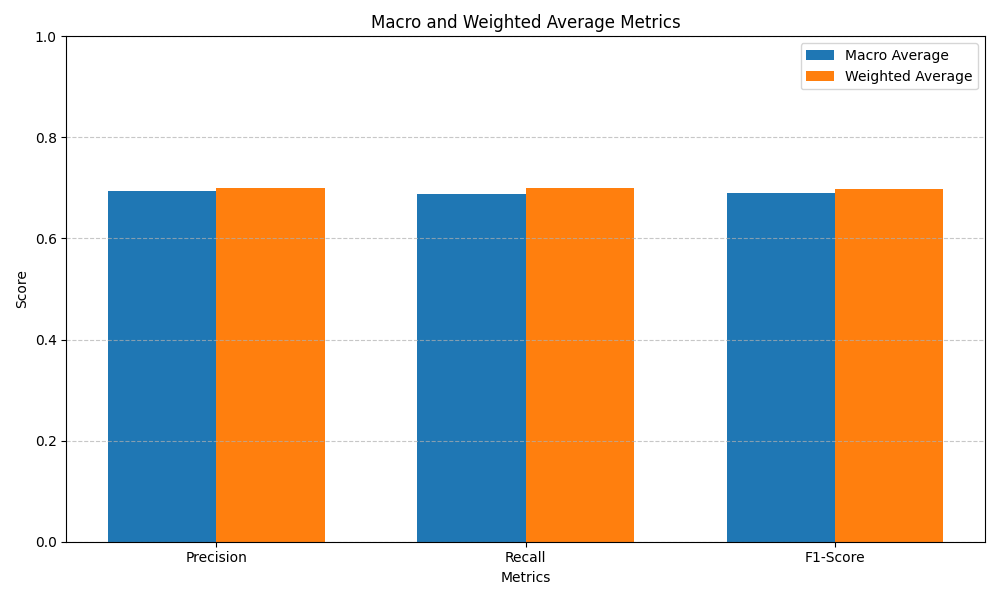 Macro and Weighted Average Metrics
Macro Average
Weighted Average
Score
1.0
0.8
0.6
0.4
0.2
0.0
Precision
Recall
F1-Score
Metrics